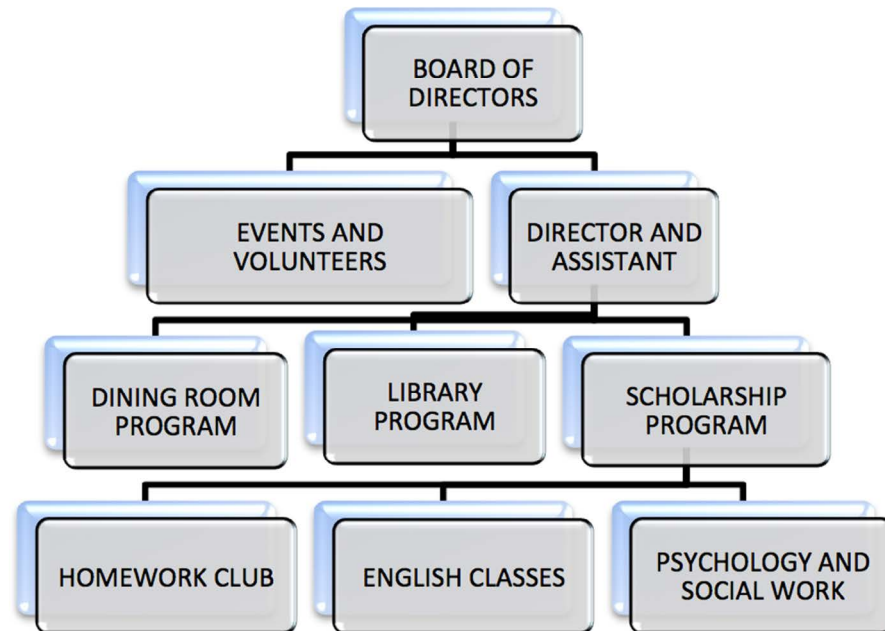 BOARD OF
DIRECTORS
EVENTS AND
VOLUNTEERS
DIRECTOR AND
ASSISTANT
DINING ROOM
PROGRAM
LIBRARY
PROGRAM
SCHOLARSHIP
PROGRAM
HOMEWORK CLUB
ENGLISH CLASSES
PSYCHOLOGY AND
SOCIAL WORK